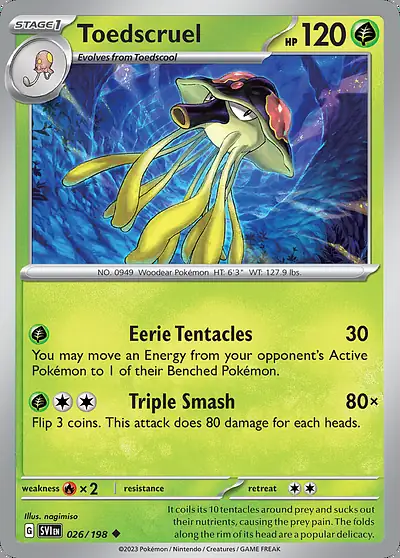 STAGE 1
Toedscruel
HP 120
Evolves from Toedscool
NO. 0949 Woodear Pokémon HT: 6'3" WT: 127.9 lbs.
Eerie Tentacles 30
You may move an Energy from your opponent's Active
Pokémon to 1 of their Benched Pokémon.
Triple Smash 80×
Flip 3 coins. This attack does 80 damage for each heads.
weakness × 2 resistance retreat
Illus. nagimiso
G SVI EN 026/198
It coils its 10 tentacles around prey and sucks out
their nutrients, causing the prey pain. The folds
along the rim of its head are a popular delicacy.
©2023 Pokémon / Nintendo / Creatures / GAME FREAK